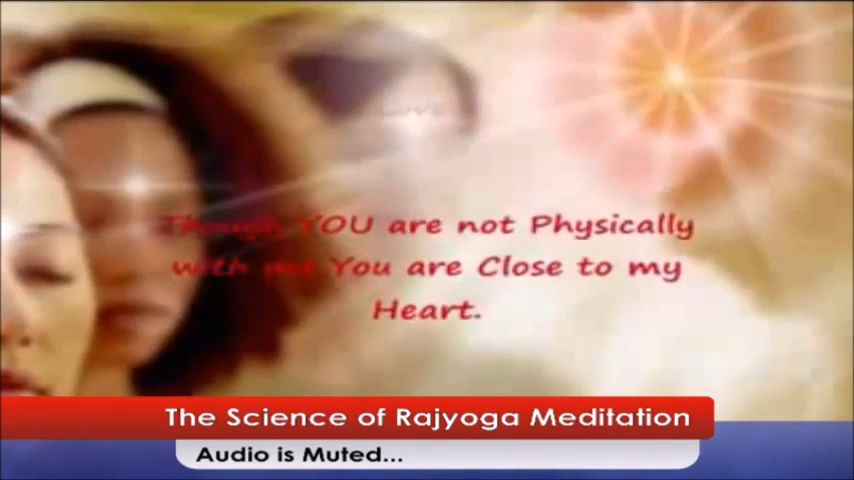 Though YOU are not Physically
with me You are Close to my
Heart.
The Science of Rajyoga Meditation
Audio is Muted...